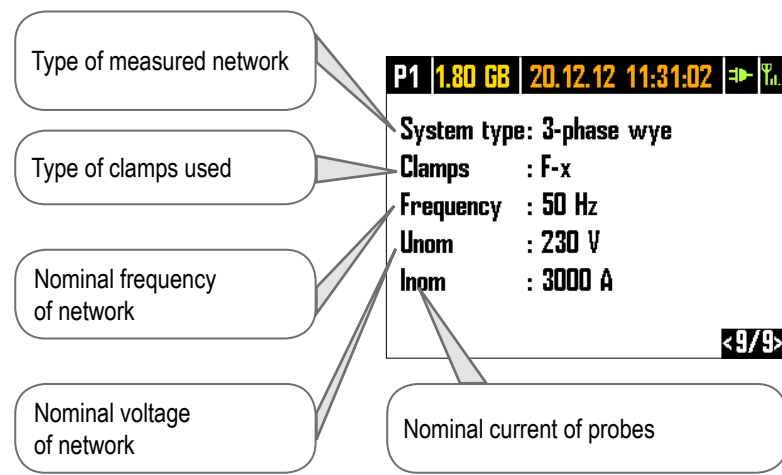 Type of measured network
P1 1.80 GB 20.12.12 11:31:02
System type: 3-phase wye
Type of clamps used
Clamps : F-x
Frequency : 50 Hz
Unom : 230 V
Nominal frequency
of network
Inom : 3000 A
<9/9>
Nominal voltage
of network
Nominal current of probes